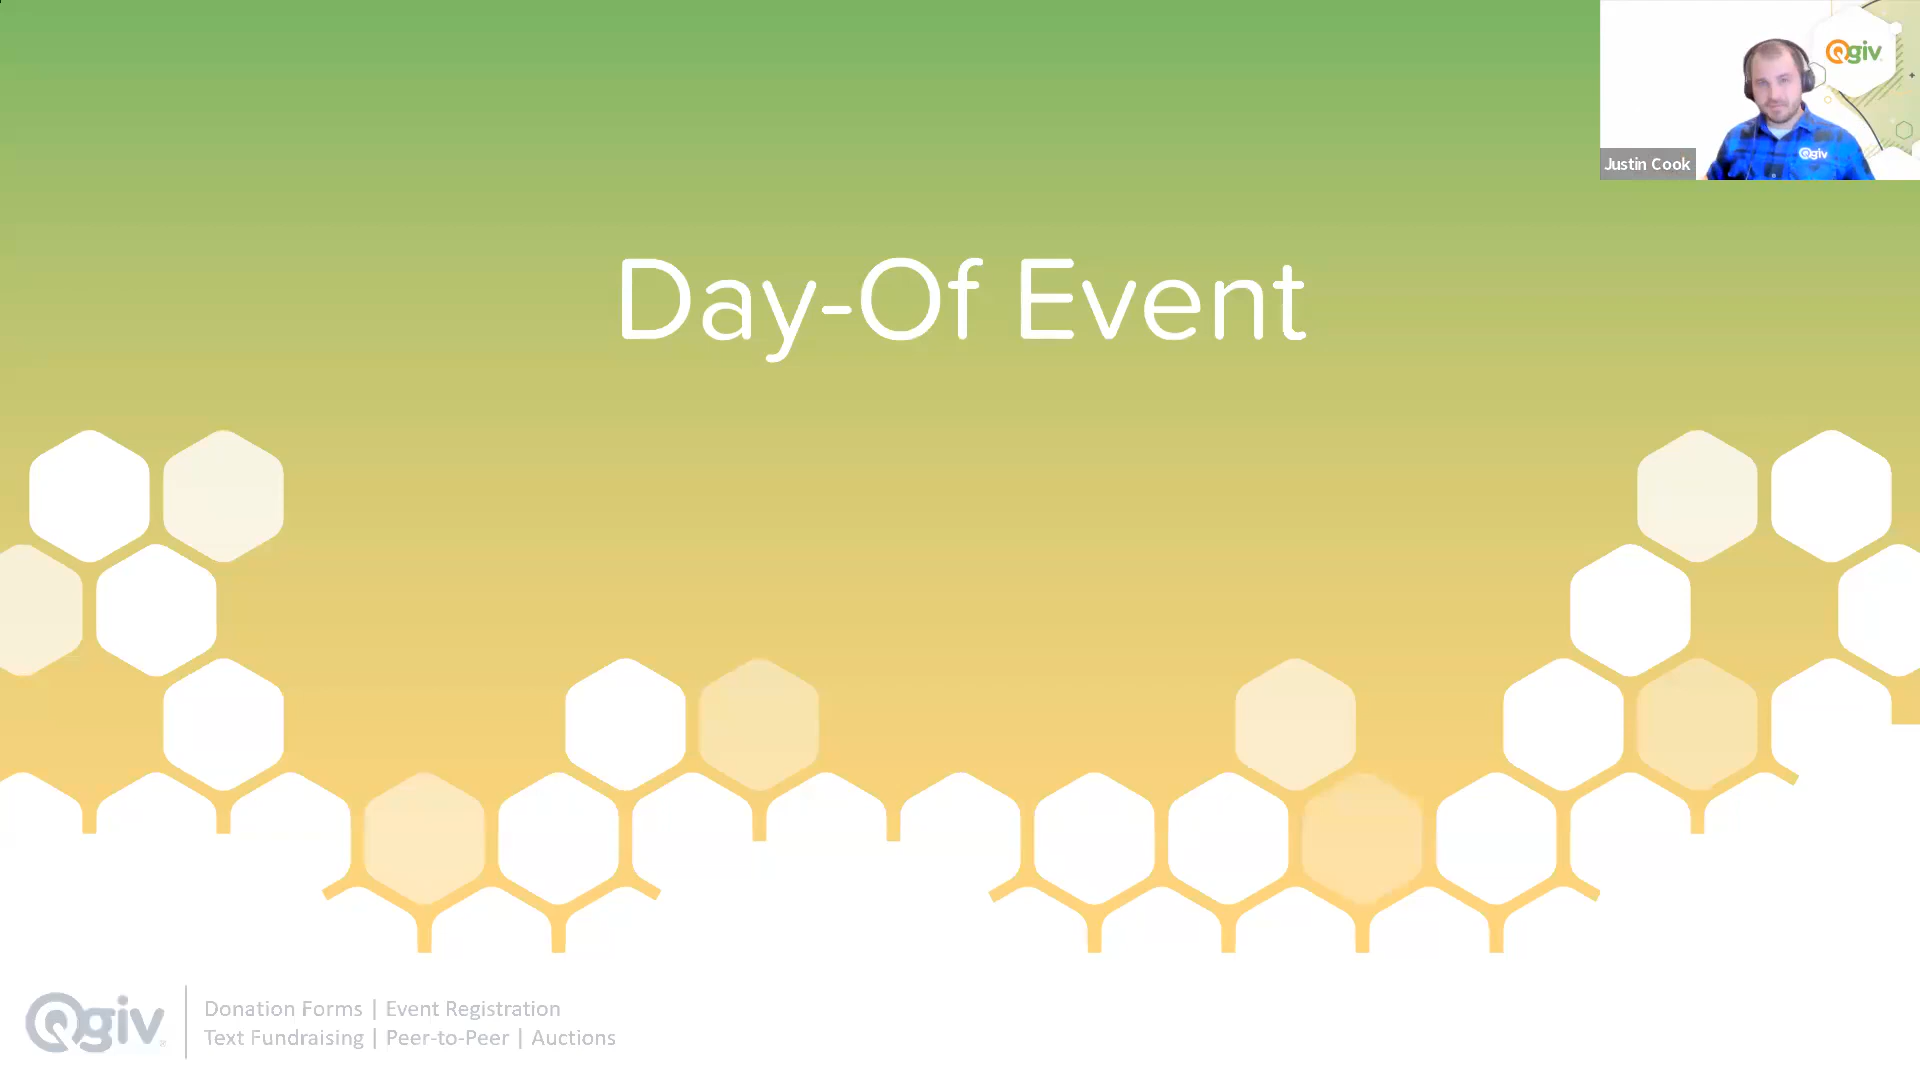 Qgiv
Qgiv
Justin Cook
Day-Of Event
Qgiv
Donation Forms | Event Registration
Text Fundraising | Peer-to-Peer | Auctions